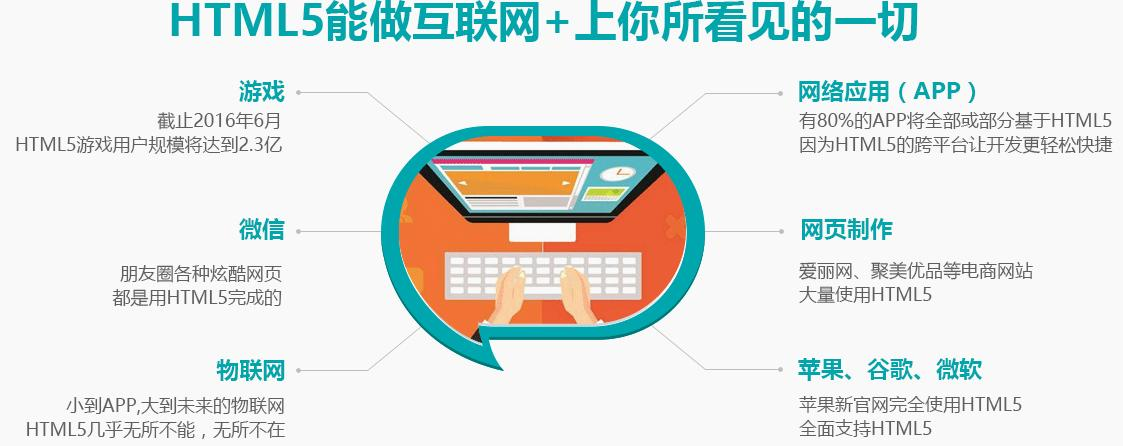 HTML5能做互联网+上你所看见的一切
游戏
截止2016年6月
HTML5游戏用户规模将达到2.3亿
微信
朋友圈各种炫酷网页
都是用HTML5完成的
物联网
小到APP,大到未来的物联网
HTML5几乎无所不能，无所不在
网络应用（APP）
有80%的APP将全部或部分基于HTML5
因为HTML5的跨平台让开发更轻松快捷
网页制作
爱丽网、聚美优品等电商网站
大量使用HTML5
苹果、谷歌、微软
苹果新官网完全使用HTML5
全面支持HTML5